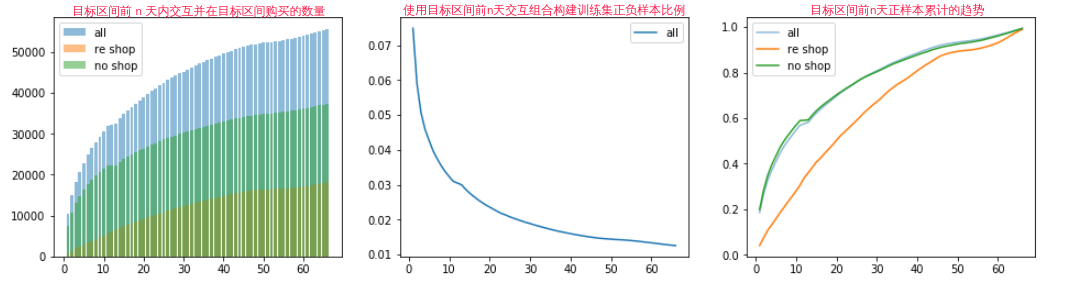 目标区间前 n 天内交互并在目标区间购买的数量
all
re shop
no shop
50000
40000
30000
20000
10000
0
0 10 20 30 40 50 60
使用目标区间前n天交互组合构建训练集正负样本比例
all
0.07
0.06
0.05
0.04
0.03
0.02
0.01
0 10 20 30 40 50 60
目标区间前n天正样本累计的趋势
all
re shop
no shop
1.0
0.8
0.6
0.4
0.2
0.0
0 10 20 30 40 50 60